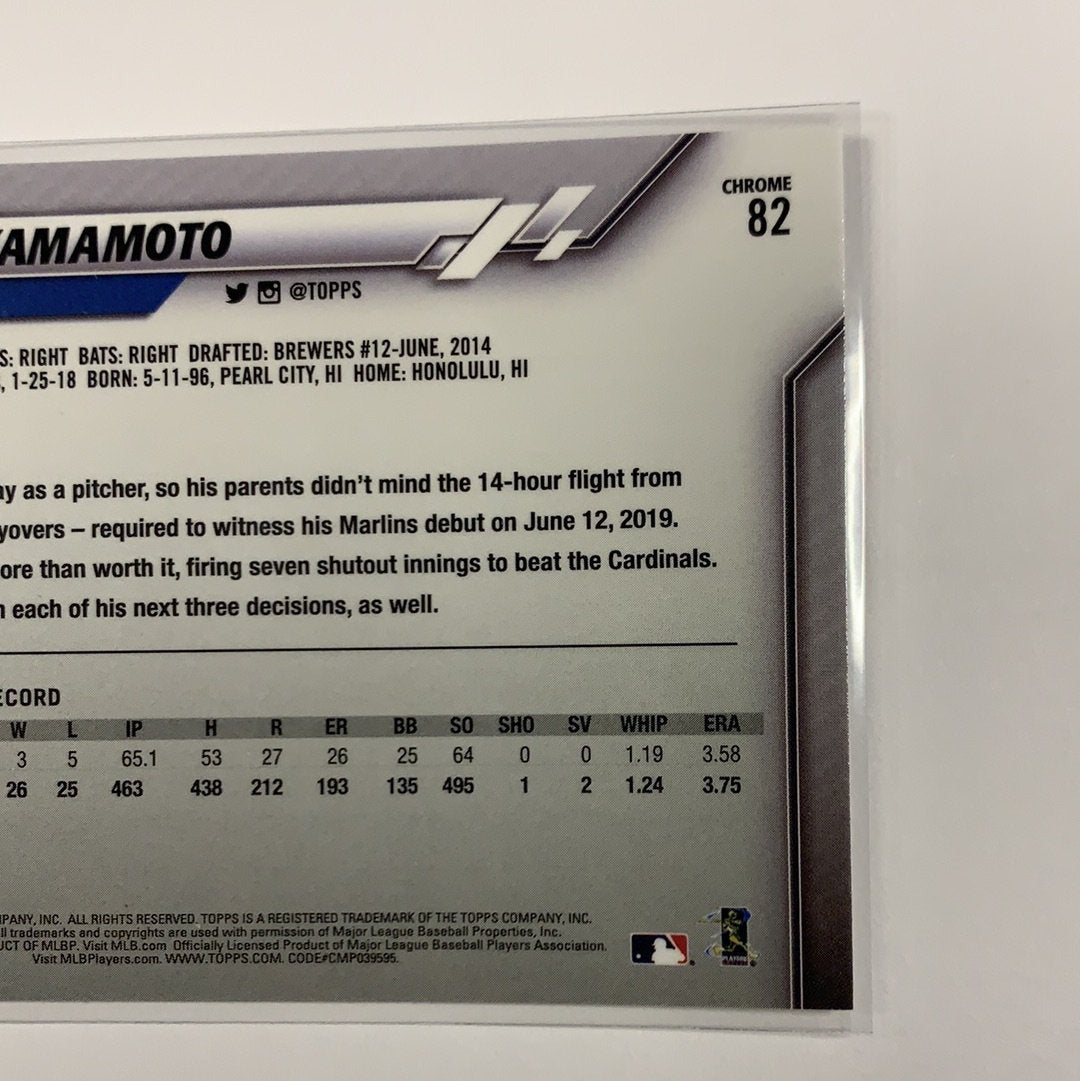 CHROME
82
YAMAMOTO
@TOPPS
S: RIGHT BATS: RIGHT DRAFTED: BREWERS #12-JUNE, 2014
, 1-25-18 BORN: 5-11-96, PEARL CITY, HI HOME: HONOLULU, HI
ay as a pitcher, so his parents didn't mind the 14-hour flight from
yovers – required to witness his Marlins debut on June 12, 2019.
ore than worth it, firing seven shutout innings to beat the Cardinals.
n each of his next three decisions, as well.
ECORD
W L IP H R ER BB SO SHO SV WHIP ERA
3 5 65.1 53 27 26 25 64 0 0 1.19 3.58
26 25 463 438 212 193 135 495 1 2 1.24 3.75
PANY, INC. ALL RIGHTS RESERVED. TOPPS IS A REGISTERED TRADEMARK OF THE TOPPS COMPANY, INC.
ll trademarks and copyrights are used with permission of Major League Baseball Properties, Inc.
UCT OF MLBP. Visit MLB.com Officially Licensed Product of Major League Baseball Players Association.
Visit MLBPlayers.com. WWW.TOPPS.COM. CODE#CMP039595.